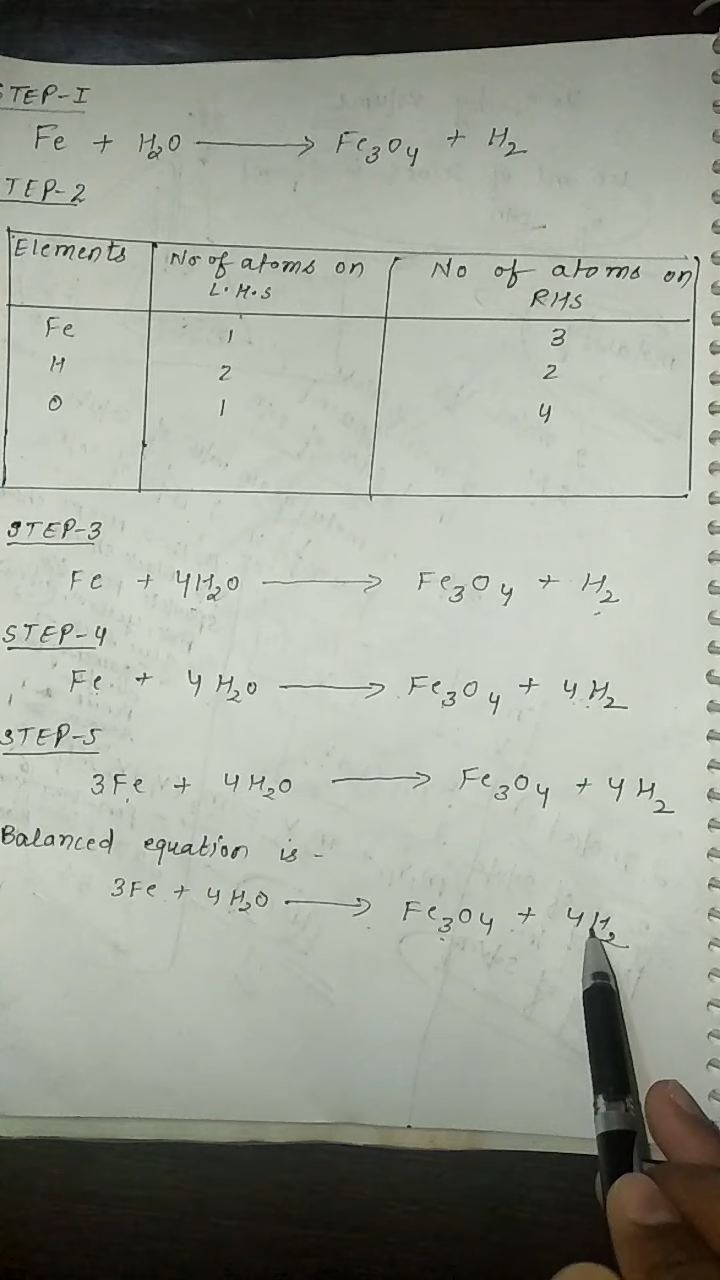 STEP-I
Fe + H₂O ⟶ Fe₃O₄ + H₂
TEP-2
Elements No of atoms on L.H.S No of atoms on RHS
Fe 1 3
H 2 2
O 1 4
STEP-3
Fe + 4H₂O ⟶ Fe₃O₄ + H₂
STEP-4
Fe + 4H₂O ⟶ Fe₃O₄ + 4H₂
STEP-5
3Fe + 4H₂O ⟶ Fe₃O₄ + 4H₂
Balanced equation is -
3Fe + 4H₂O ⟶ Fe₃O₄ + 4H₂